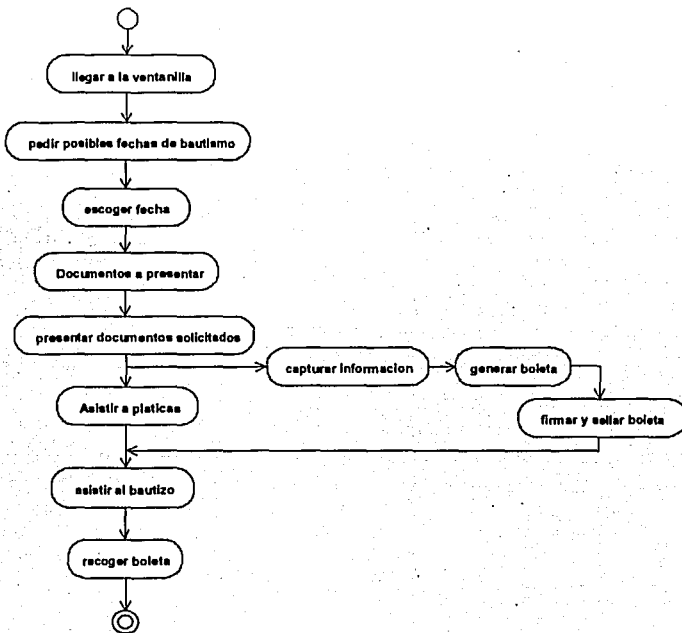 llegar a la ventanilla
pedir posibles fechas de bautismo
escoger fecha
Documentos a presentar
presentar documentos solicitados
capturar informacion
generar boleta
Asistir a platicas
firmar y sellar boleta
asistir al bautizo
recoger boleta